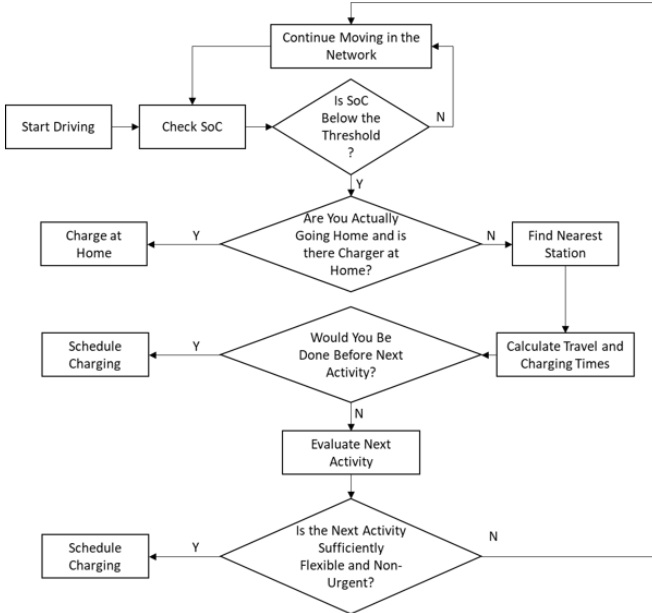 Continue Moving in the
Network
Start Driving
Check SoC
Is SoC
Below the
Threshold
?
N
Y
Charge at
Home
Y
Are You Actually
Going Home and is
there Charger at
Home?
N
Find Nearest
Station
Schedule
Charging
Y
Would You Be
Done Before Next
Activity?
Calculate Travel and
Charging Times
N
Evaluate Next
Activity
Schedule
Charging
Y
Is the Next Activity
Sufficiently
Flexible and Non-
Urgent?
N